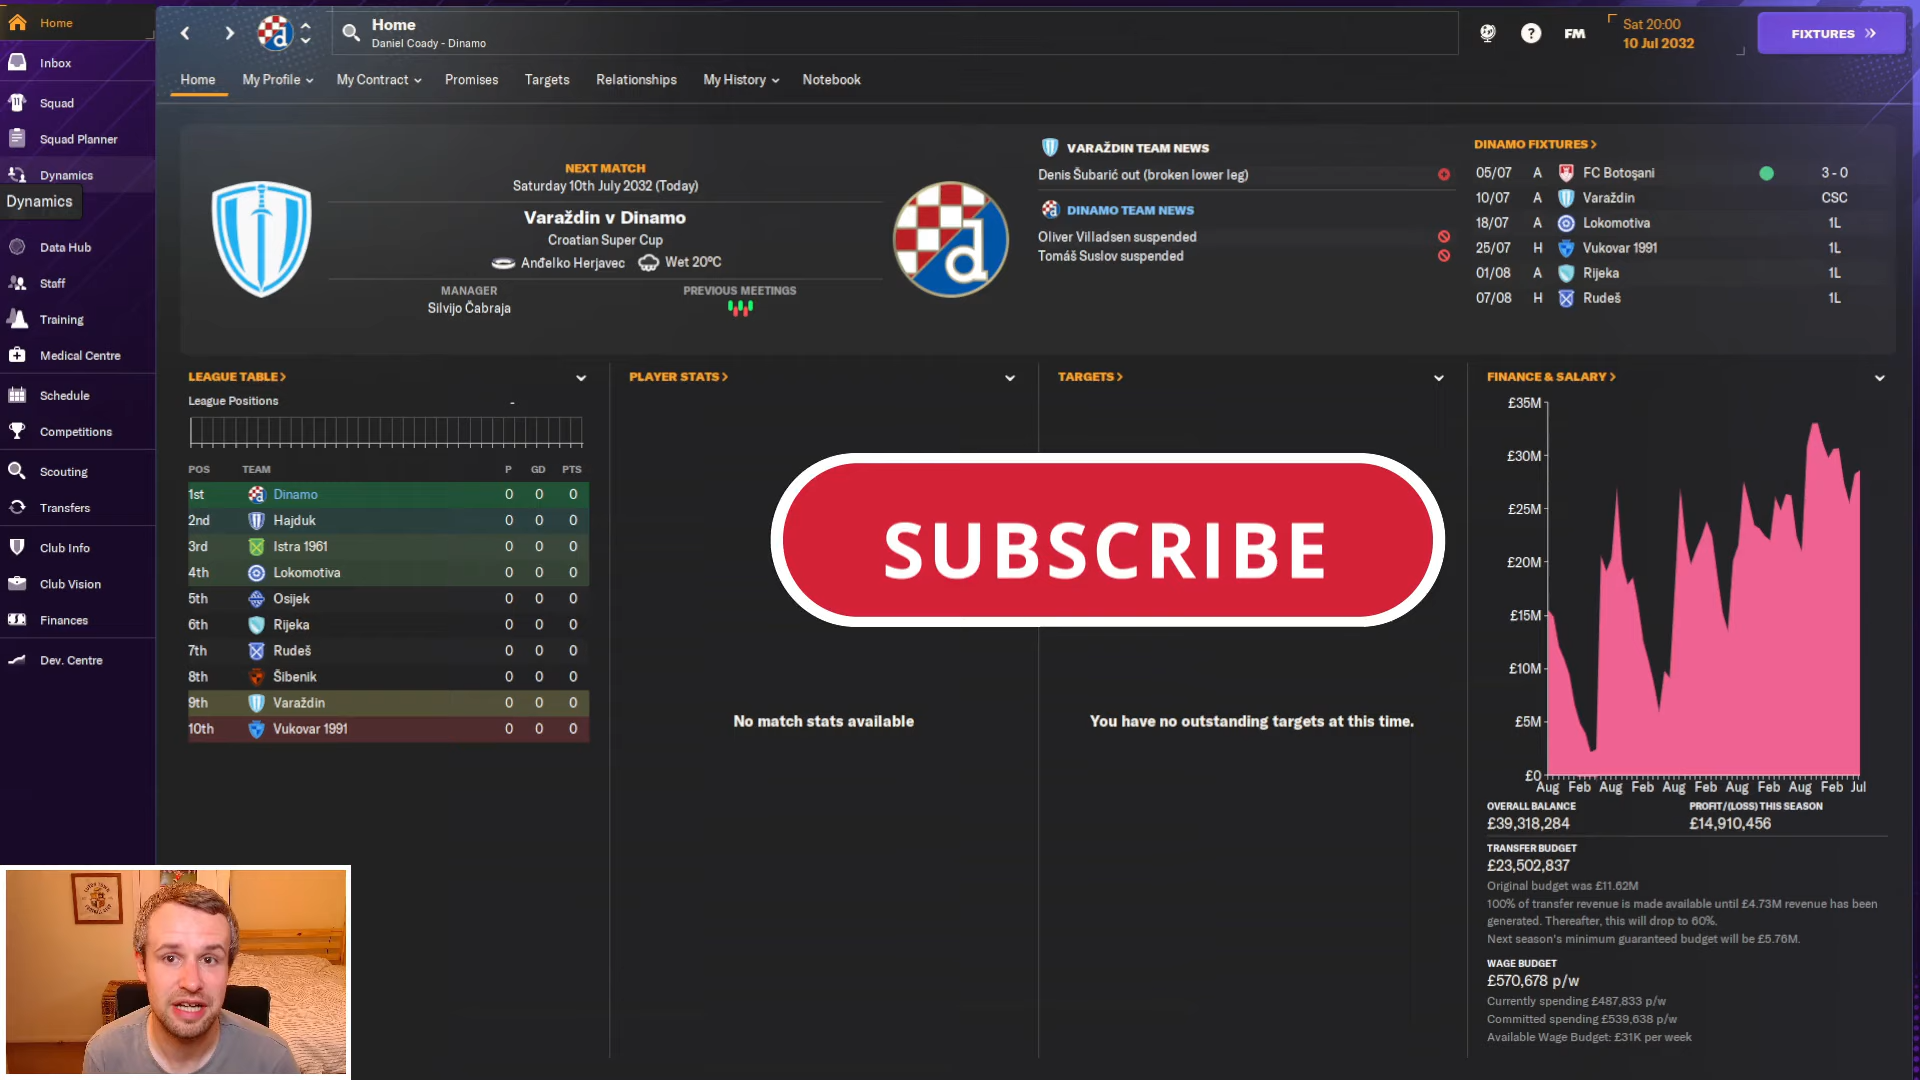 Home
Inbox
Squad
Squad Planner
Dynamics
Dynamics
Data Hub
Staff
Training
Medical Centre
Schedule
Competitions
Scouting
Transfers
Club Info
Club Vision
Finances
Dev. Centre
Home
Daniel Coady - Dinamo
FM
Sat 20:00
10 Jul 2032
FIXTURES
Home My Profile My Contract Promises Targets Relationships My History Notebook
NEXT MATCH
Saturday 10th July 2032 (Today)
Varaždin v Dinamo
Croatian Super Cup
Anđelko Herjavec Wet 20°C
MANAGER
Silvijo Čabraja
PREVIOUS MEETINGS
VARAŽDIN TEAM NEWS
Denis Šubarić out (broken lower leg)
DINAMO TEAM NEWS
Oliver Villadsen suspended
Tomáš Suslov suspended
DINAMO FIXTURES >
05/07 A FC Botoşani 3 - 0
10/07 A Varaždin CSC
18/07 A Lokomotiva 1L
25/07 H Vukovar 1991 1L
01/08 A Rijeka 1L
07/08 H Rudeš 1L
LEAGUE TABLE >
League Positions -
POS TEAM P GD PTS
1st Dinamo 0 0 0
2nd Hajduk 0 0 0
3rd Istra 1961 0 0 0
4th Lokomotiva 0 0 0
5th Osijek 0 0 0
6th Rijeka 0 0 0
7th Rudeš 0 0 0
8th Šibenik 0 0 0
9th Varaždin 0 0 0
10th Vukovar 1991 0 0 0
PLAYER STATS >
No match stats available
TARGETS >
You have no outstanding targets at this time.
SUBSCRIBE
FINANCE & SALARY >
£35M
£30M
£25M
£20M
£15M
£10M
£5M
£0
Aug Feb Aug Feb Aug Feb Aug Feb Aug Feb Jul
OVERALL BALANCE
£39,318,284
PROFIT/(LOSS) THIS SEASON
£14,910,456
TRANSFER BUDGET
£23,502,837
Original budget was £11.62M
100% of transfer revenue is made available until £4.73M revenue has been
generated. Thereafter, this will drop to 60%.
Next season's minimum guaranteed budget will be £5.76M.
WAGE BUDGET
£570,678 p/w
Currently spending £487,833 p/w
Committed spending £539,638 p/w
Available Wage Budget: £31K per week